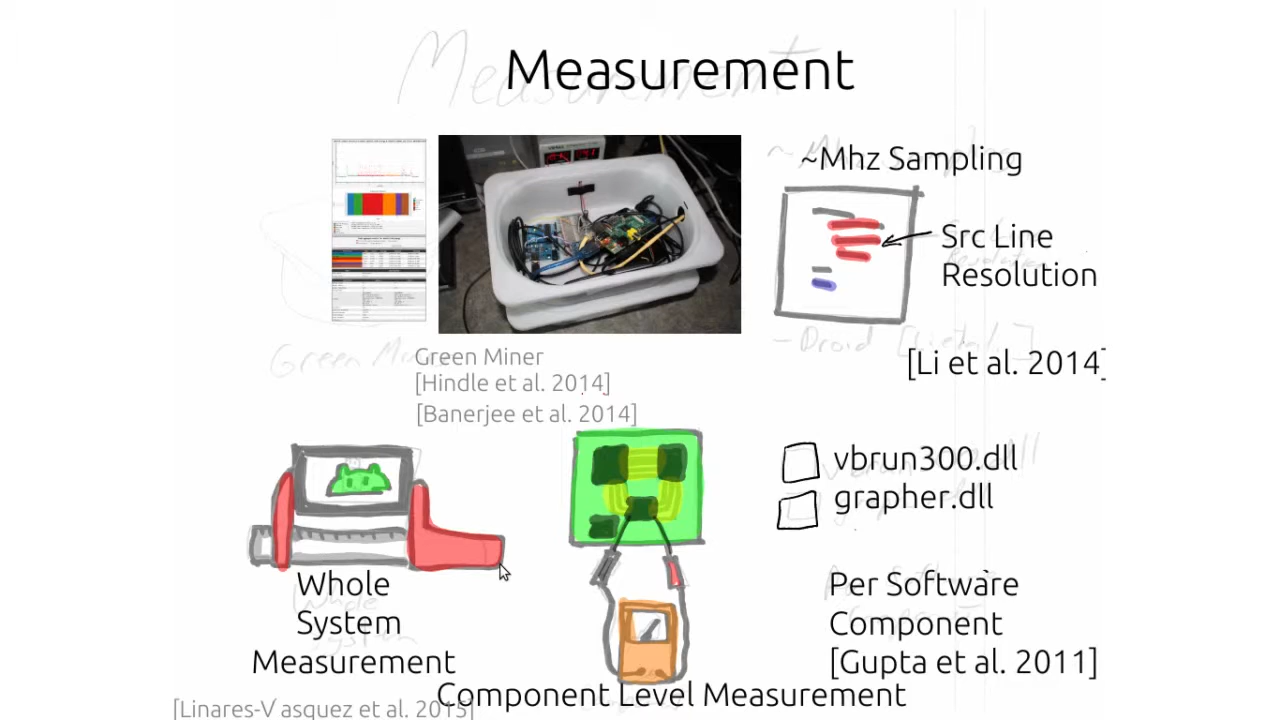 Measurement
~Mhz Sampling
Src Line
Resolution
Green Miner
[Hindle et al. 2014]
[Banerjee et al. 2014]
[Li et al. 2014]
vbrun300.dll
grapher.dll
Whole
System
Measurement
[Linares-Vasquez et al. 2015]
Component Level Measurement
Per Software
Component
[Gupta et al. 2011]